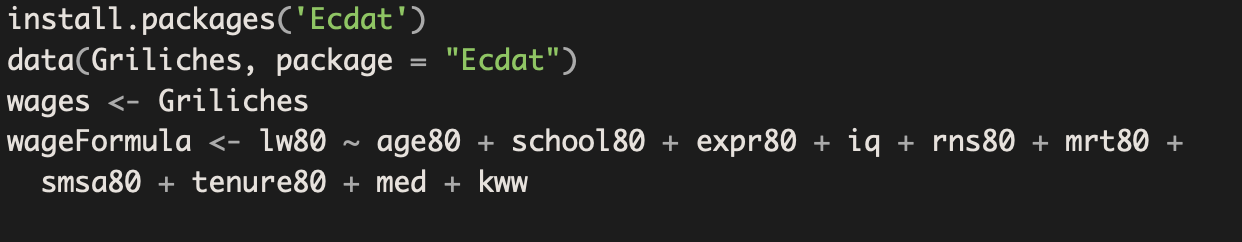 install.packages('Ecdat')
data(Griliches, package = "Ecdat")
wages <- Griliches
wageFormula <- lw80 ~ age80 + school80 + expr80 + iq + rns80 + mrt80 +
  smsa80 + tenure80 + med + kww